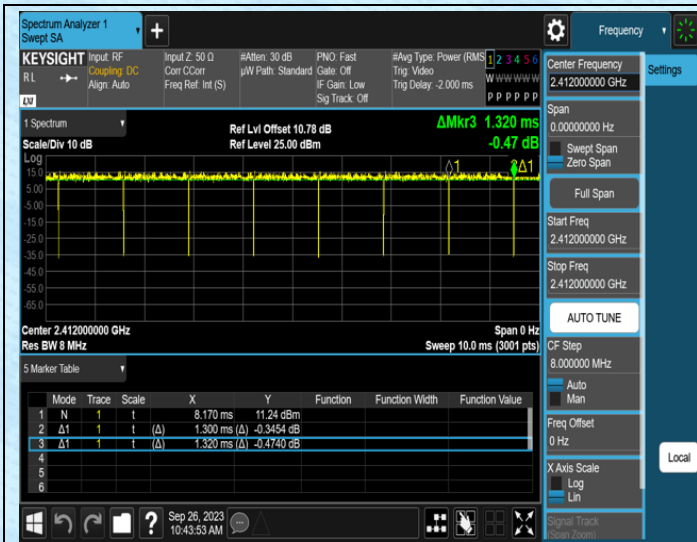 Spectrum Analyzer 1
Swept SA
+
Frequency
KEYSIGHT
RL
LXI
Input: RF
Coupling: DC
Align: Auto
Input Z: 50 Ω
Corr CCorr
Freq Ref: Int (S)
#Atten: 30 dB
µW Path: Standard
PNO: Fast
Gate: Off
IF Gain: Low
Sig Track: Off
#Avg Type: Power (RMS
Trig: Video
Trig Delay: -2.000 ms
1 2 3 4 5 6
W W W W W W
P P P P P P
Center Frequency
2.412000000 GHz
Settings
Span
0.00000000 Hz
Swept Span
Zero Span
Full Span
Start Freq
2.412000000 GHz
Stop Freq
2.412000000 GHz
AUTO TUNE
CF Step
8.000000 MHz
Auto
Man
Freq Offset
0 Hz
X Axis Scale
Log
Lin
Local
Signal Track
(Span Zoom)
1 Spectrum
Scale/Div 10 dB
Ref Lvl Offset 10.78 dB
Ref Level 25.00 dBm
ΔMkr3 1.320 ms
-0.47 dB
Log
15.0
5.00
-5.00
-15.0
-25.0
-35.0
-45.0
-55.0
-65.0
Δ1
Δ1
Center 2.412000000 GHz
Res BW 8 MHz
Span 0 Hz
Sweep 10.0 ms (3001 pts)
5 Marker Table
Mode Trace Scale X Y Function Function Width Function Value
1 N 1 t 8.170 ms 11.24 dBm
2 Δ1 1 t (Δ) 1.300 ms (Δ) -0.3454 dB
3 Δ1 1 t (Δ) 1.320 ms (Δ) -0.4740 dB
4
5
6
?
Sep 26, 2023
10:43:53 AM